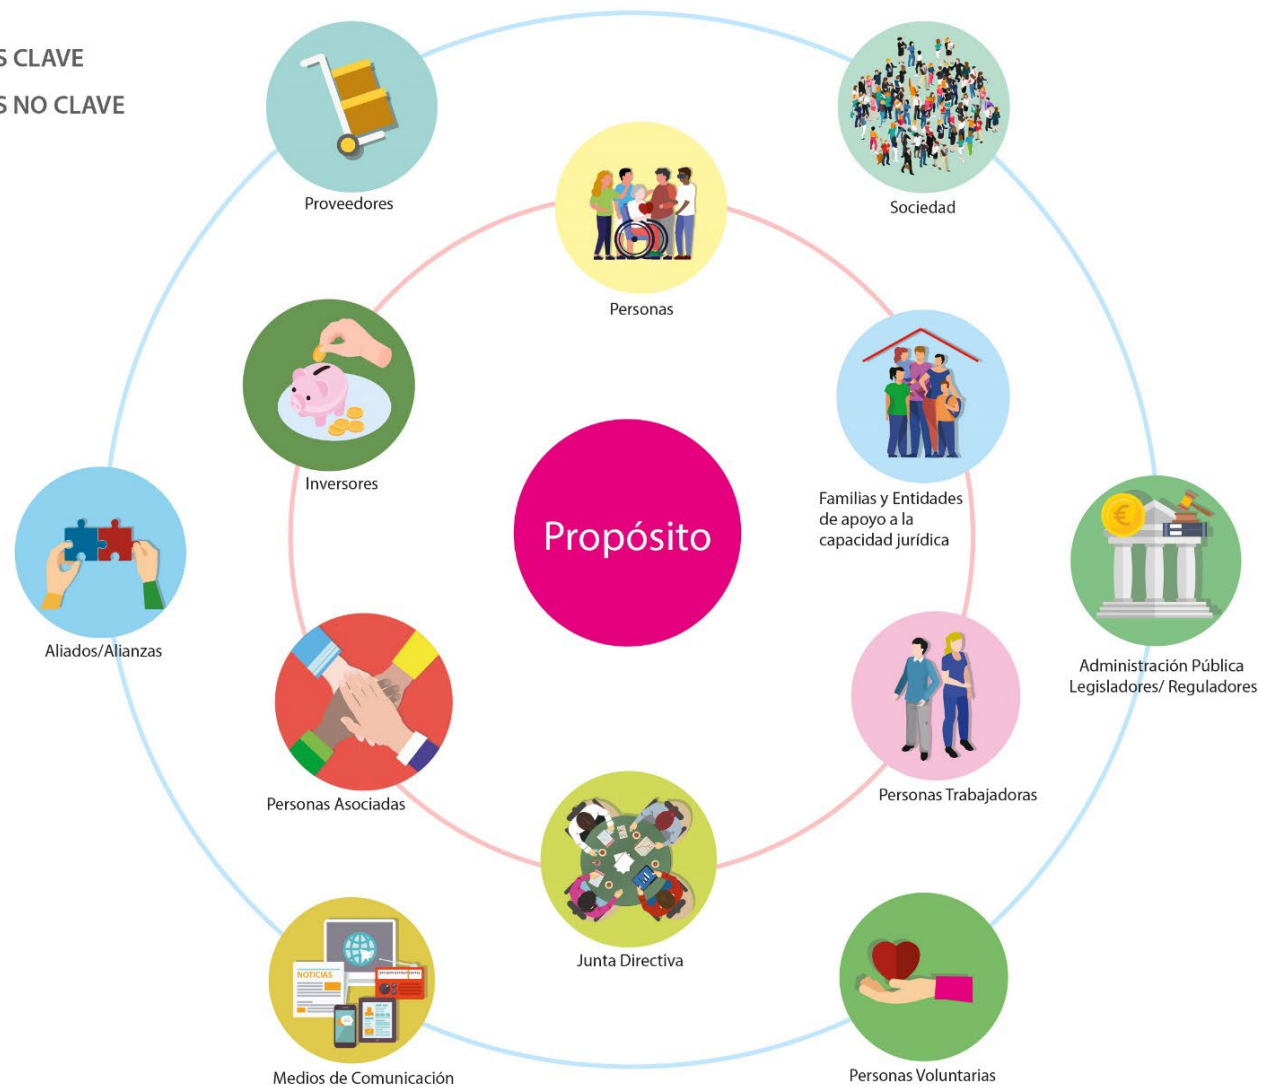 S CLAVE
S NO CLAVE
Proveedores
Sociedad
Personas
Inversores
Familias y Entidades
de apoyo a la
capacidad jurídica
Propósito
Aliados/Alianzas
Administración Pública
Legisladores/ Reguladores
Personas Asociadas
Personas Trabajadoras
Junta Directiva
NOTICIAS
Medios de Comunicación
Personas Voluntarias